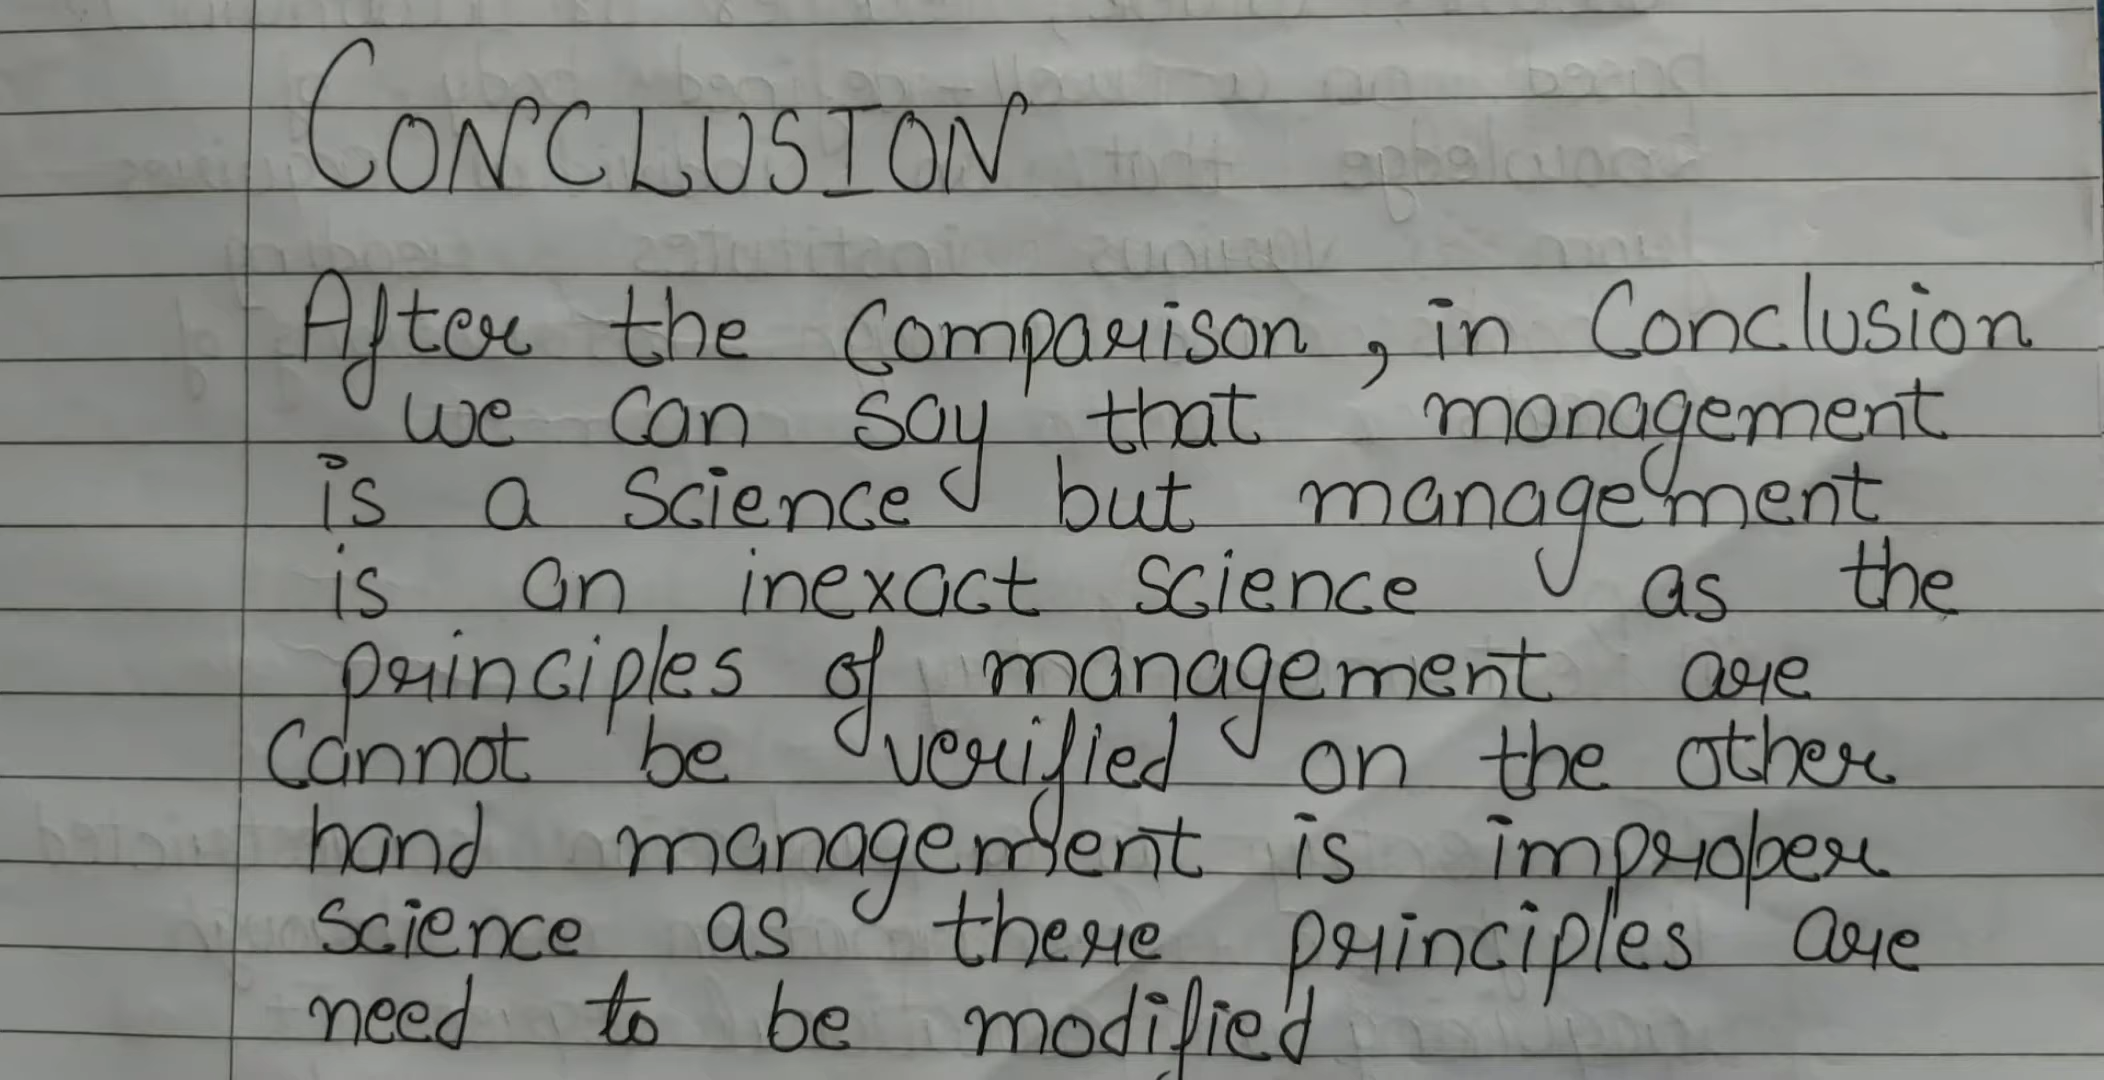 CONCLUSION
After the Comparison, in Conclusion
we can say that management
is a Science but management
is an inexact science as the
principles of management are
Cannot be verified on the other
hand management is improper
science as there principles are
need to be modified